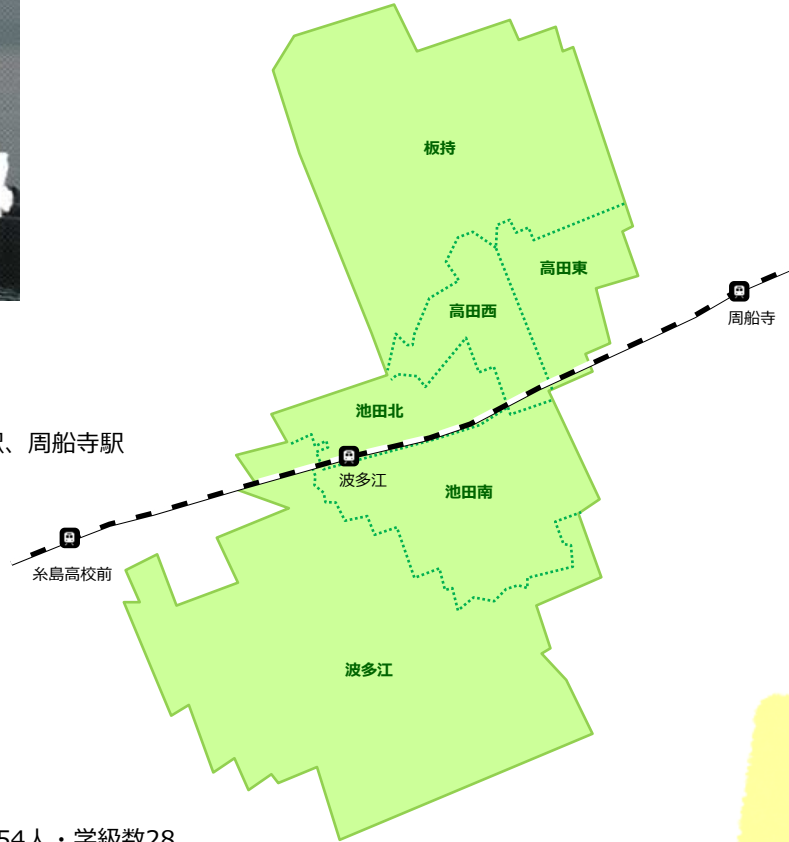 板持
高田東
高田西
周船寺
池田北
、周船寺駅
波多江
池田南
糸島高校前
波多江
54人・学級数28